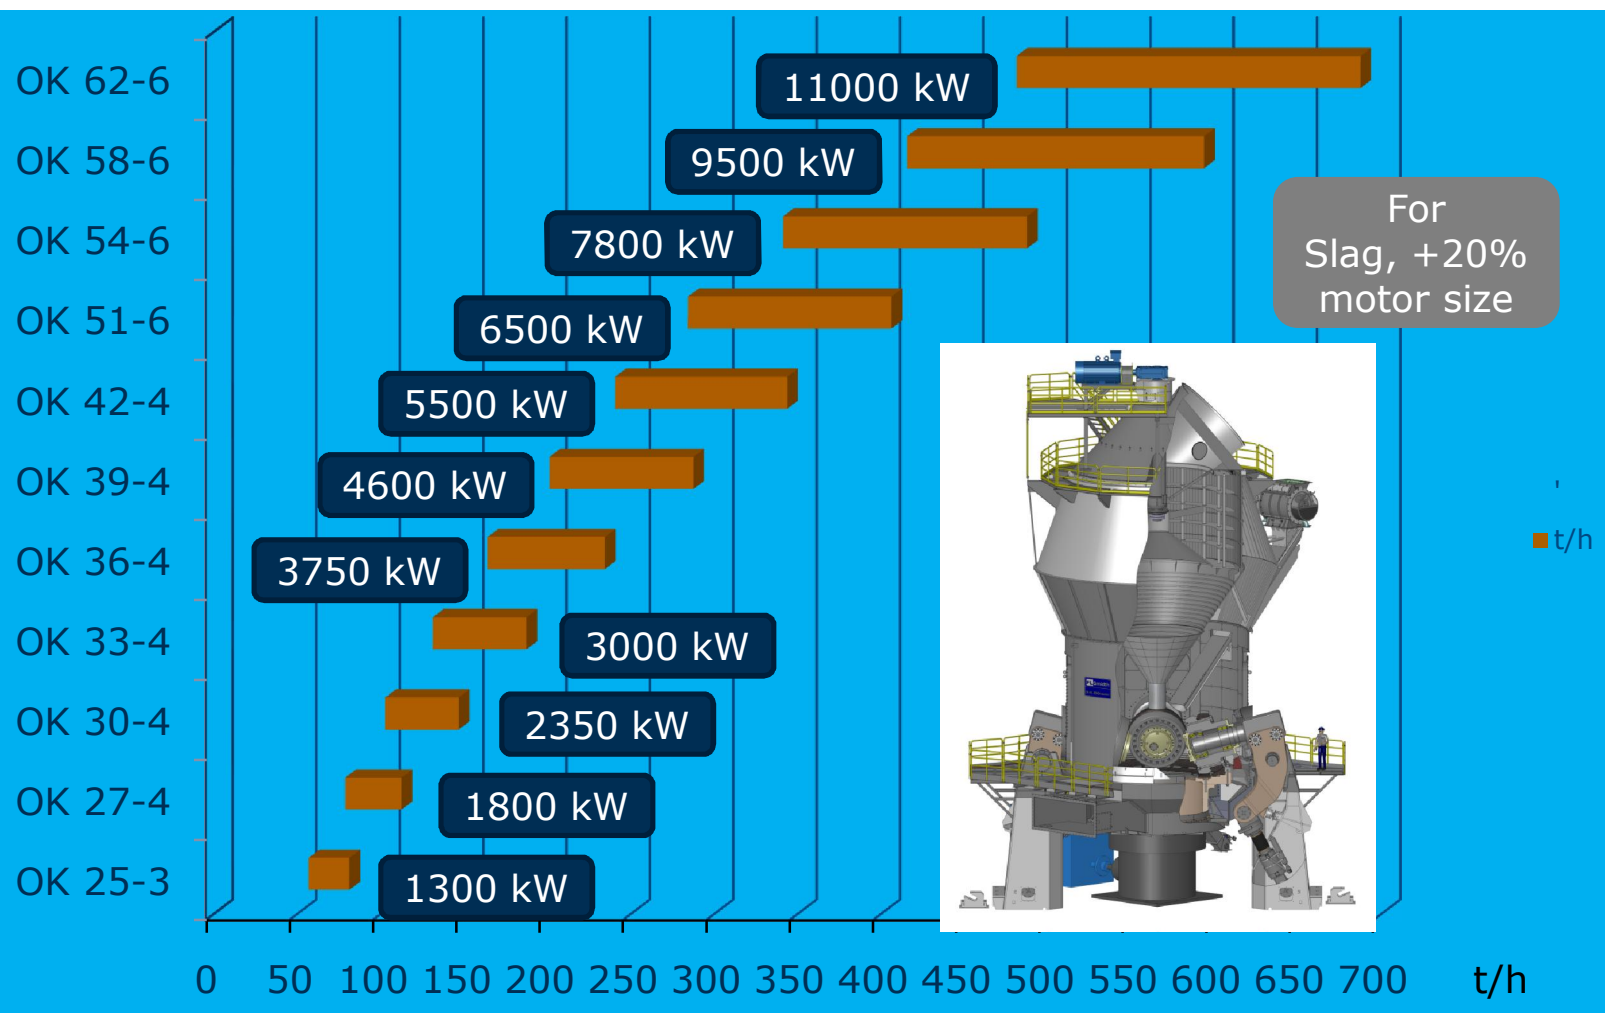 OK 62-6
11000 kW
OK 58-6
9500 kW
For
Slag, +20%
motor size
OK 54-6
7800 kW
OK 51-6
6500 kW
OK 42-4
5500 kW
OK 39-4
4600 kW
OK 36-4
3750 kW
t/h
OK 33-4
3000 kW
OK 30-4
2350 kW
OK 27-4
1800 kW
OK 25-3
1300 kW
0 50 100 150 200 250 300 350 400 450 500 550 600 650 700 t/h